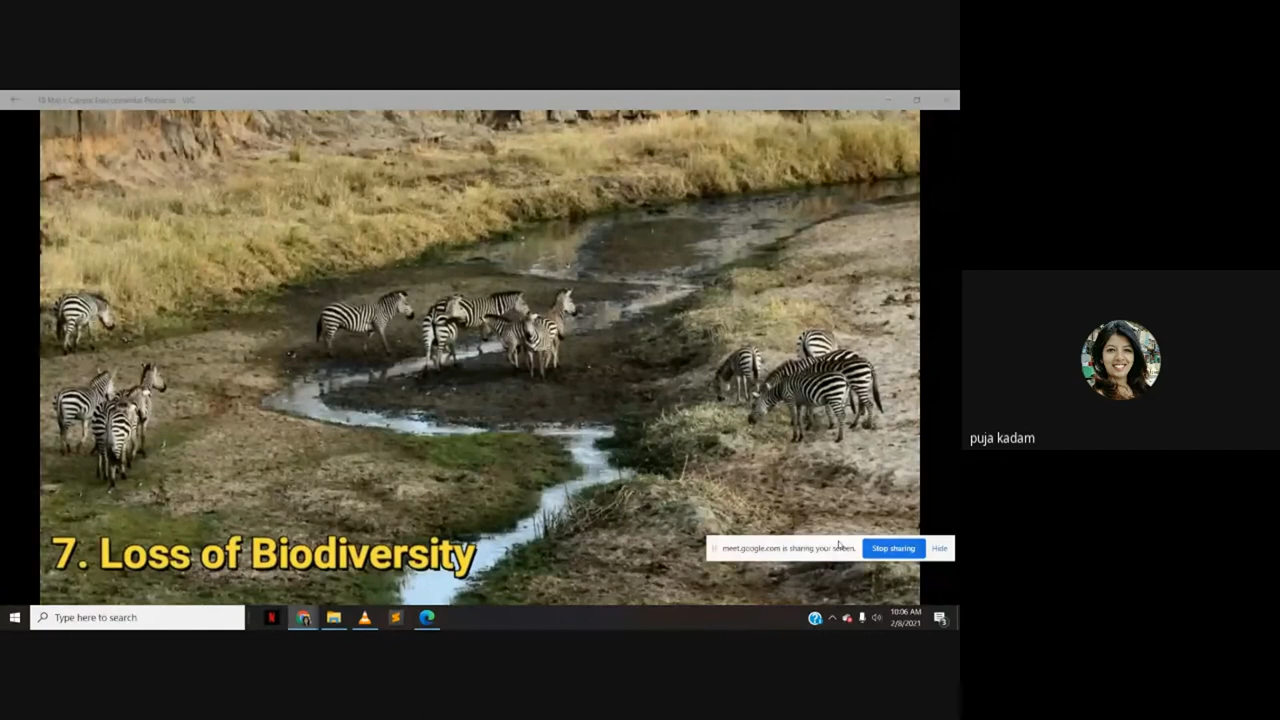 7. Loss of Biodiversity
meet.google.com is sharing your screen.
Stop sharing
Hide
puja kadam
Type here to search
10:06 AM
2/8/2021